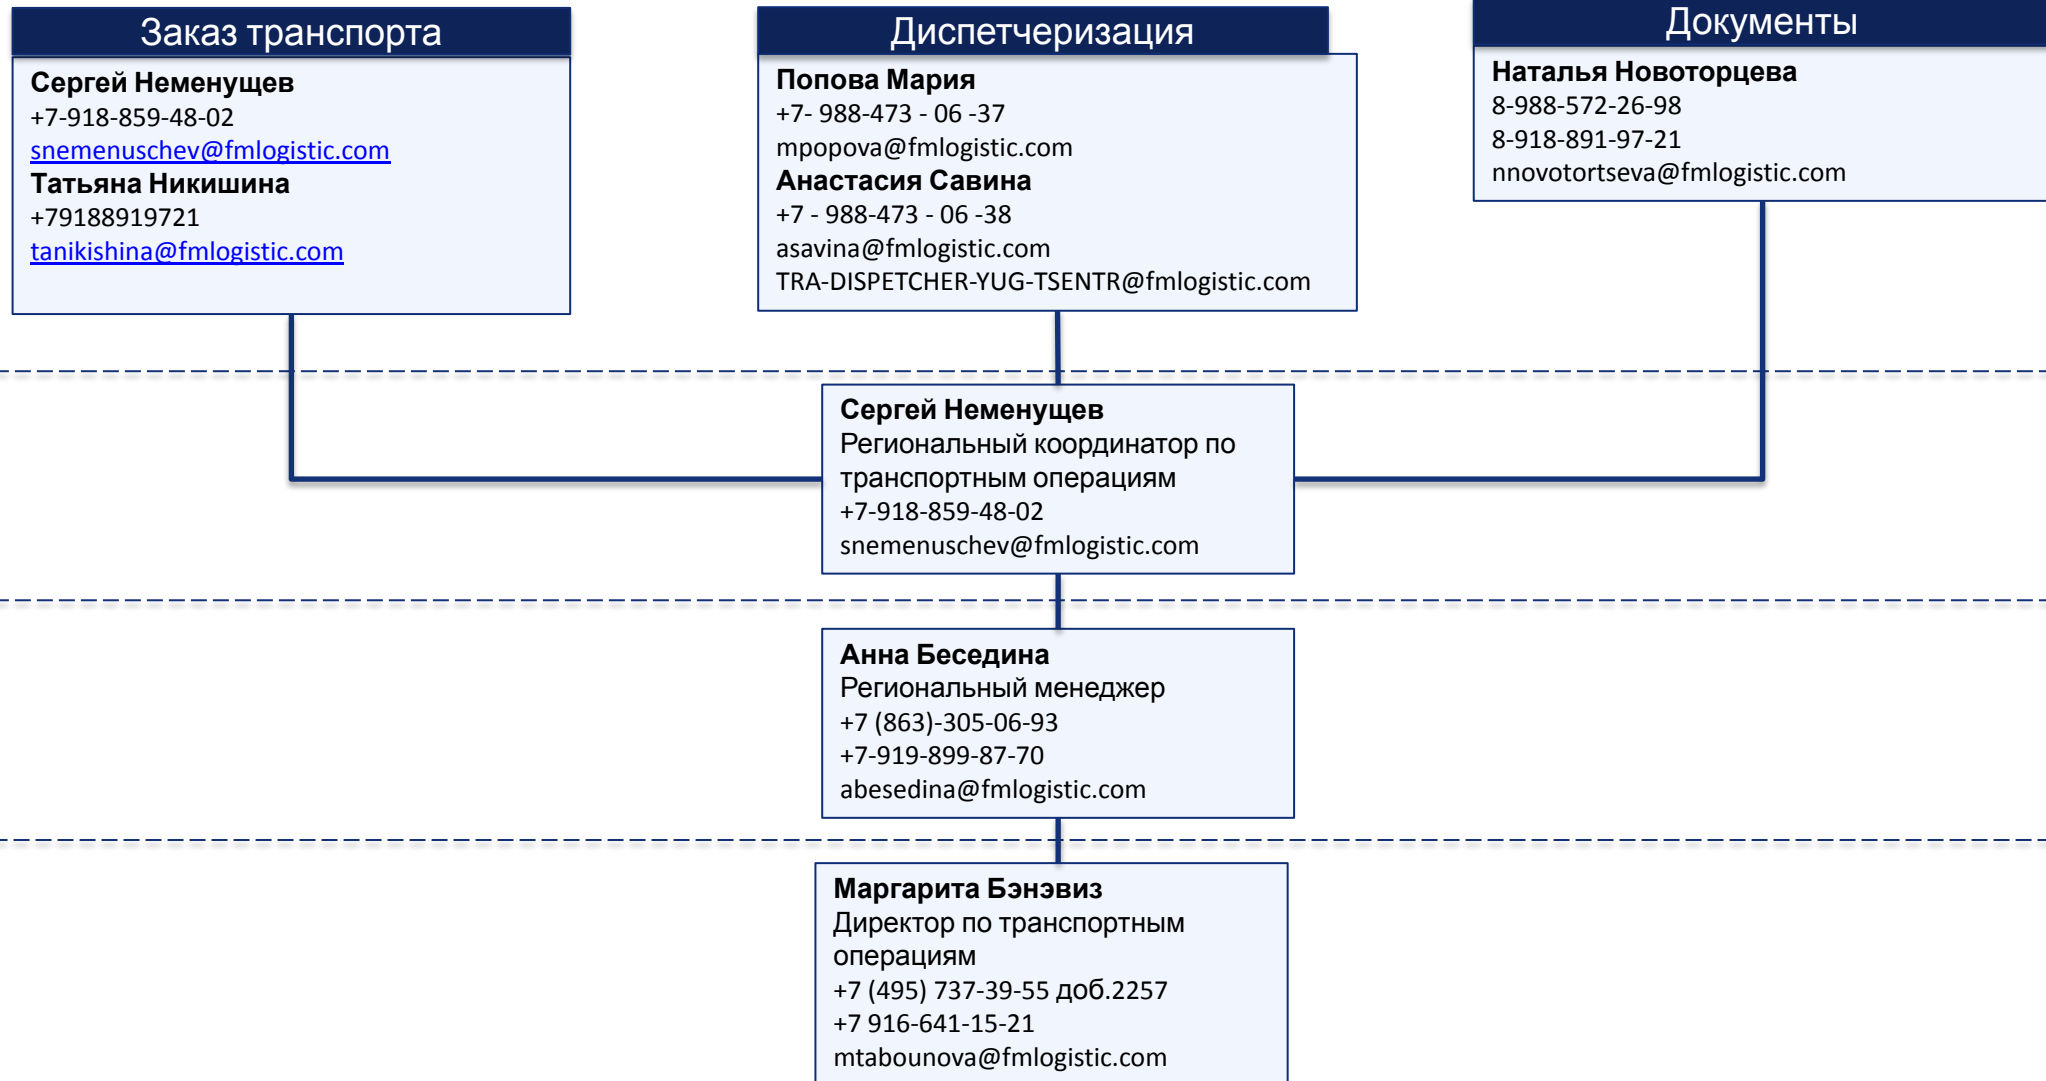 Заказ транспорта
Сергей Неменущев
+7-918-859-48-02
snemenuschev@fmlogistic.com
Татьяна Никишина
+79188919721
tanikishina@fmlogistic.com
Диспетчеризация
Попова Мария
+7- 988-473 - 06 -37
mpopova@fmlogistic.com
Анастасия Савина
+7 - 988-473 - 06 -38
asavina@fmlogistic.com
TRA-DISPETCHER-YUG-TSENTR@fmlogistic.com
Документы
Наталья Новоторцева
8-988-572-26-98
8-918-891-97-21
nnovotortseva@fmlogistic.com
Сергей Неменущев
Региональный координатор по
транспортным операциям
+7-918-859-48-02
snemenuschev@fmlogistic.com
Анна Беседина
Региональный менеджер
+7 (863)-305-06-93
+7-919-899-87-70
abesedina@fmlogistic.com
Маргарита Бэнэвиз
Директор по транспортным
операциям
+7 (495) 737-39-55 доб.2257
+7 916-641-15-21
mtabounova@fmlogistic.com